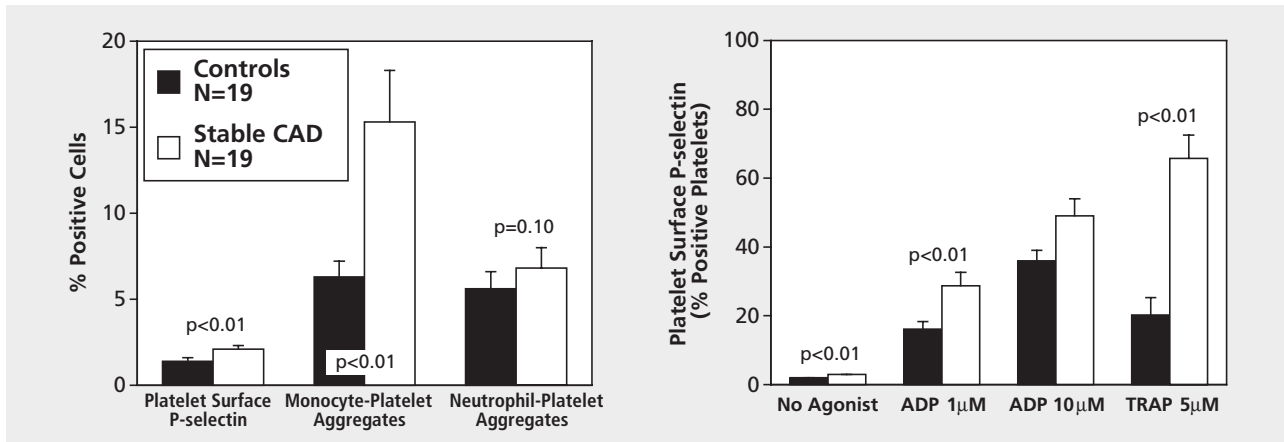 20
15
10
5
0
% Positive Cells
Controls
N=19
Stable CAD
N=19
p<0.01
p<0.01
p=0.10
Platelet Surface
P-selectin
Monocyte-Platelet
Aggregates
Neutrophil-Platelet
Aggregates
100
80
60
40
20
0
Platelet Surface P-selectin
(% Positive Platelets)
p<0.01
p<0.01
p<0.01
No Agonist
ADP 1μM
ADP 10μM
TRAP 5μM